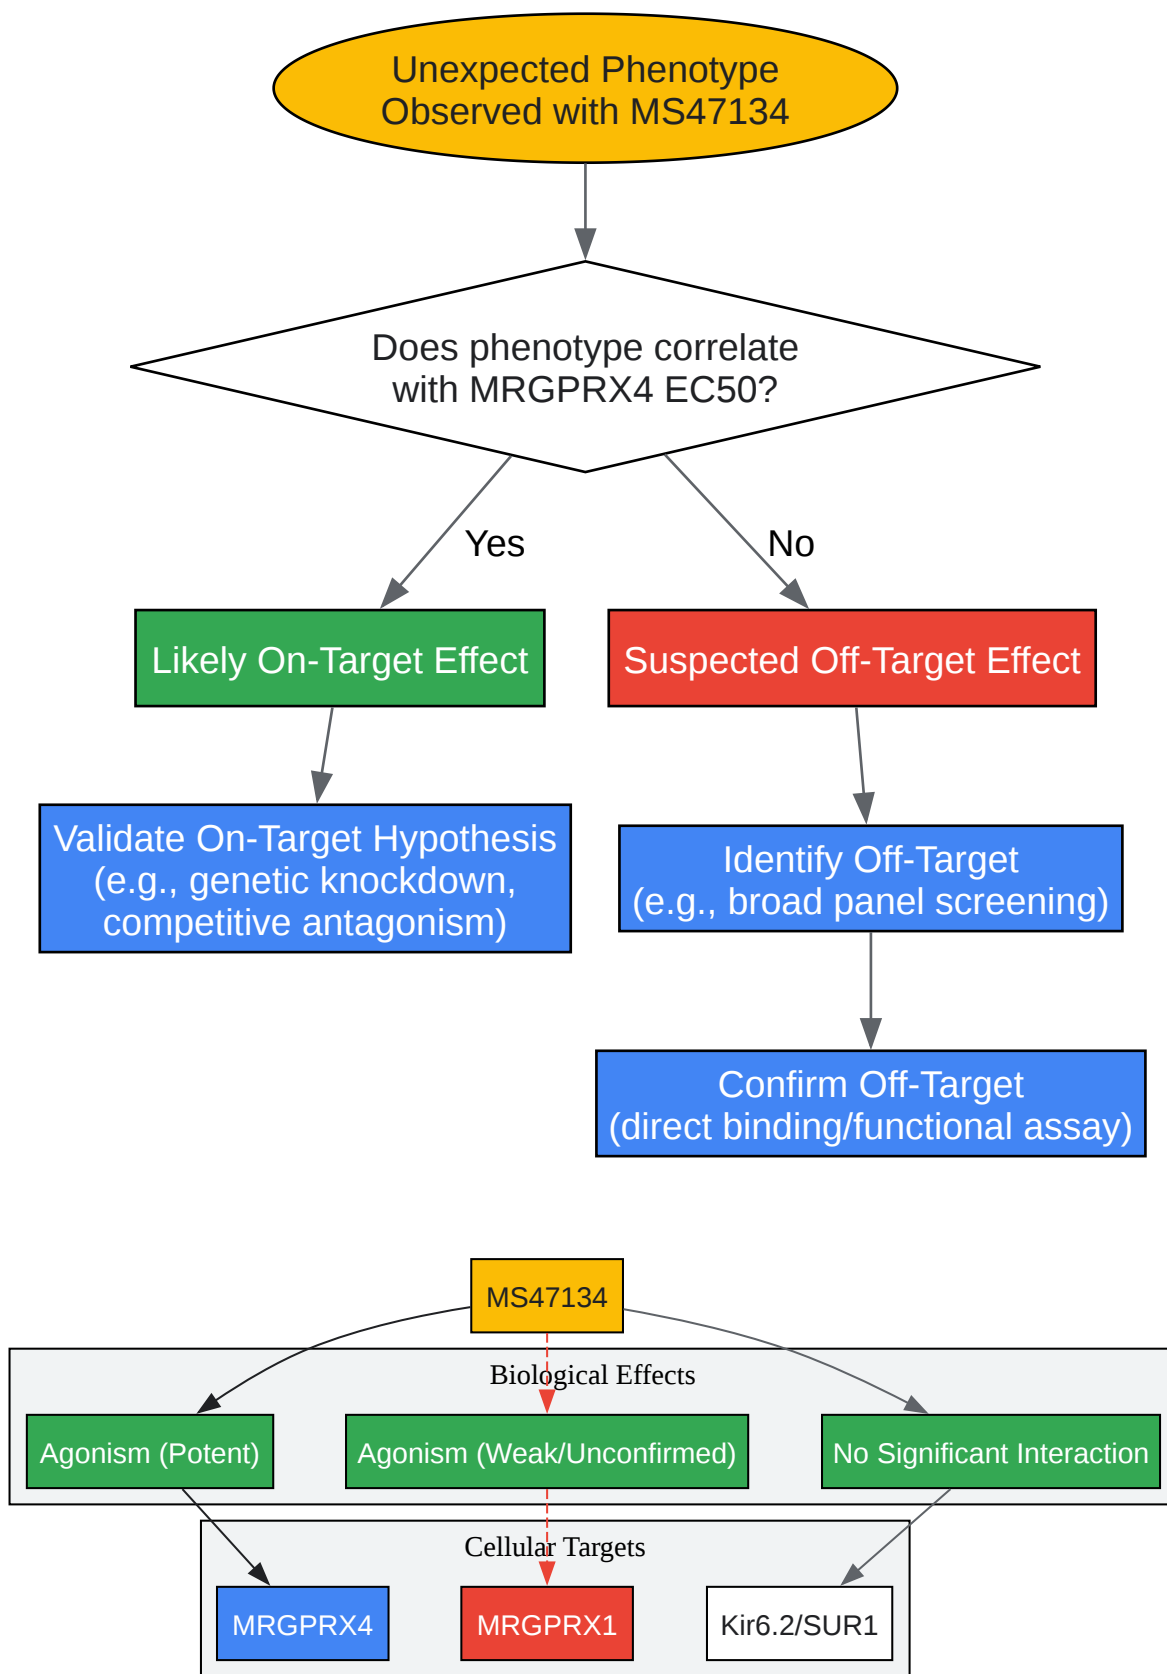 Unexpected Phenotype
Observed with MS47134
Does phenotype correlate
with MRGPRX4 EC50?
Yes
No
Likely On-Target Effect
Suspected Off-Target Effect
Validate On-Target Hypothesis
(e.g., genetic knockdown,
competitive antagonism)
Identify Off-Target
(e.g., broad panel screening)
Confirm Off-Target
(direct binding/functional assay)
MS47134
Biological Effects
Agonism (Potent)
Agonism (Weak/Unconfirmed)
No Significant Interaction
Cellular Targets
MRGPRX4
MRGPRX1
Kir6.2/SUR1